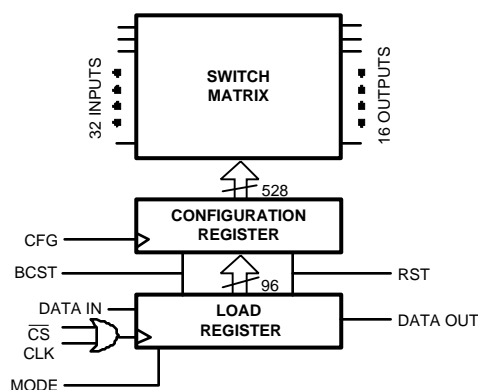 SWITCH
MATRIX
32 INPUTS
16 OUTPUTS
528
CONFIGURATION
REGISTER
CFG
BCST
RST
96
DATA IN
LOAD
REGISTER
DATA OUT
C̅S̅
CLK
MODE